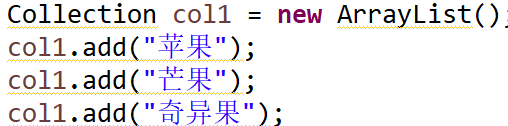 Collection col1 = new ArrayList();
col1.add("苹果");
col1.add("芒果");
col1.add("奇异果");